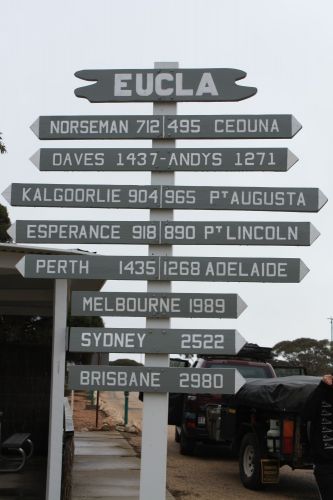 EUCLA
NORSEMAN 712 495 CEDUNA
DAVES 1437-ANDYS 1271
KALGOORLIE 904 965 PT AUGUSTA
ESPERANCE 918 890 PT LINCOLN
PERTH 1435 1268 ADELAIDE
MELBOURNE 1989
SYDNEY 2522
BRISBANE 2980